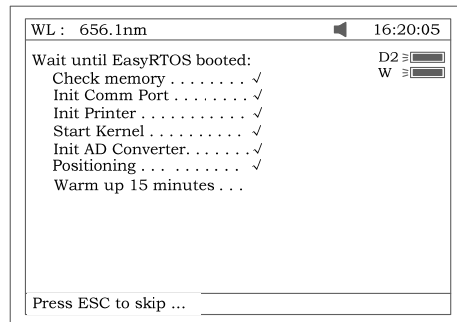 WL : 656.1nm 16:20:05
Wait until EasyRTOS booted: D2
Check memory . . . . . . . . √ W
Init Comm Port . . . . . . . √
Init Printer . . . . . . . . . . . √
Start Kernel . . . . . . . . . . √
Init AD Converter. . . . . . . √
Positioning . . . . . . . . . . √
Warm up 15 minutes . . .
Press ESC to skip ...